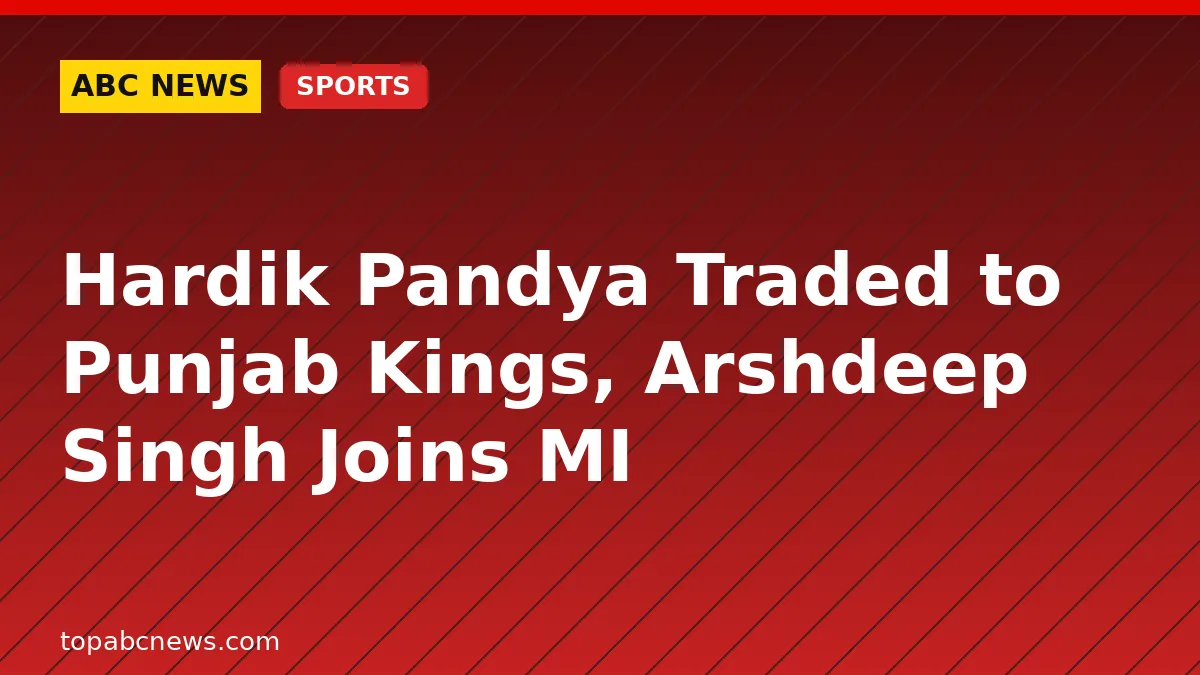 ABC NEWS SPORTS
Hardik Pandya Traded to
Punjab Kings, Arshdeep
Singh Joins MI
topabcnews.com